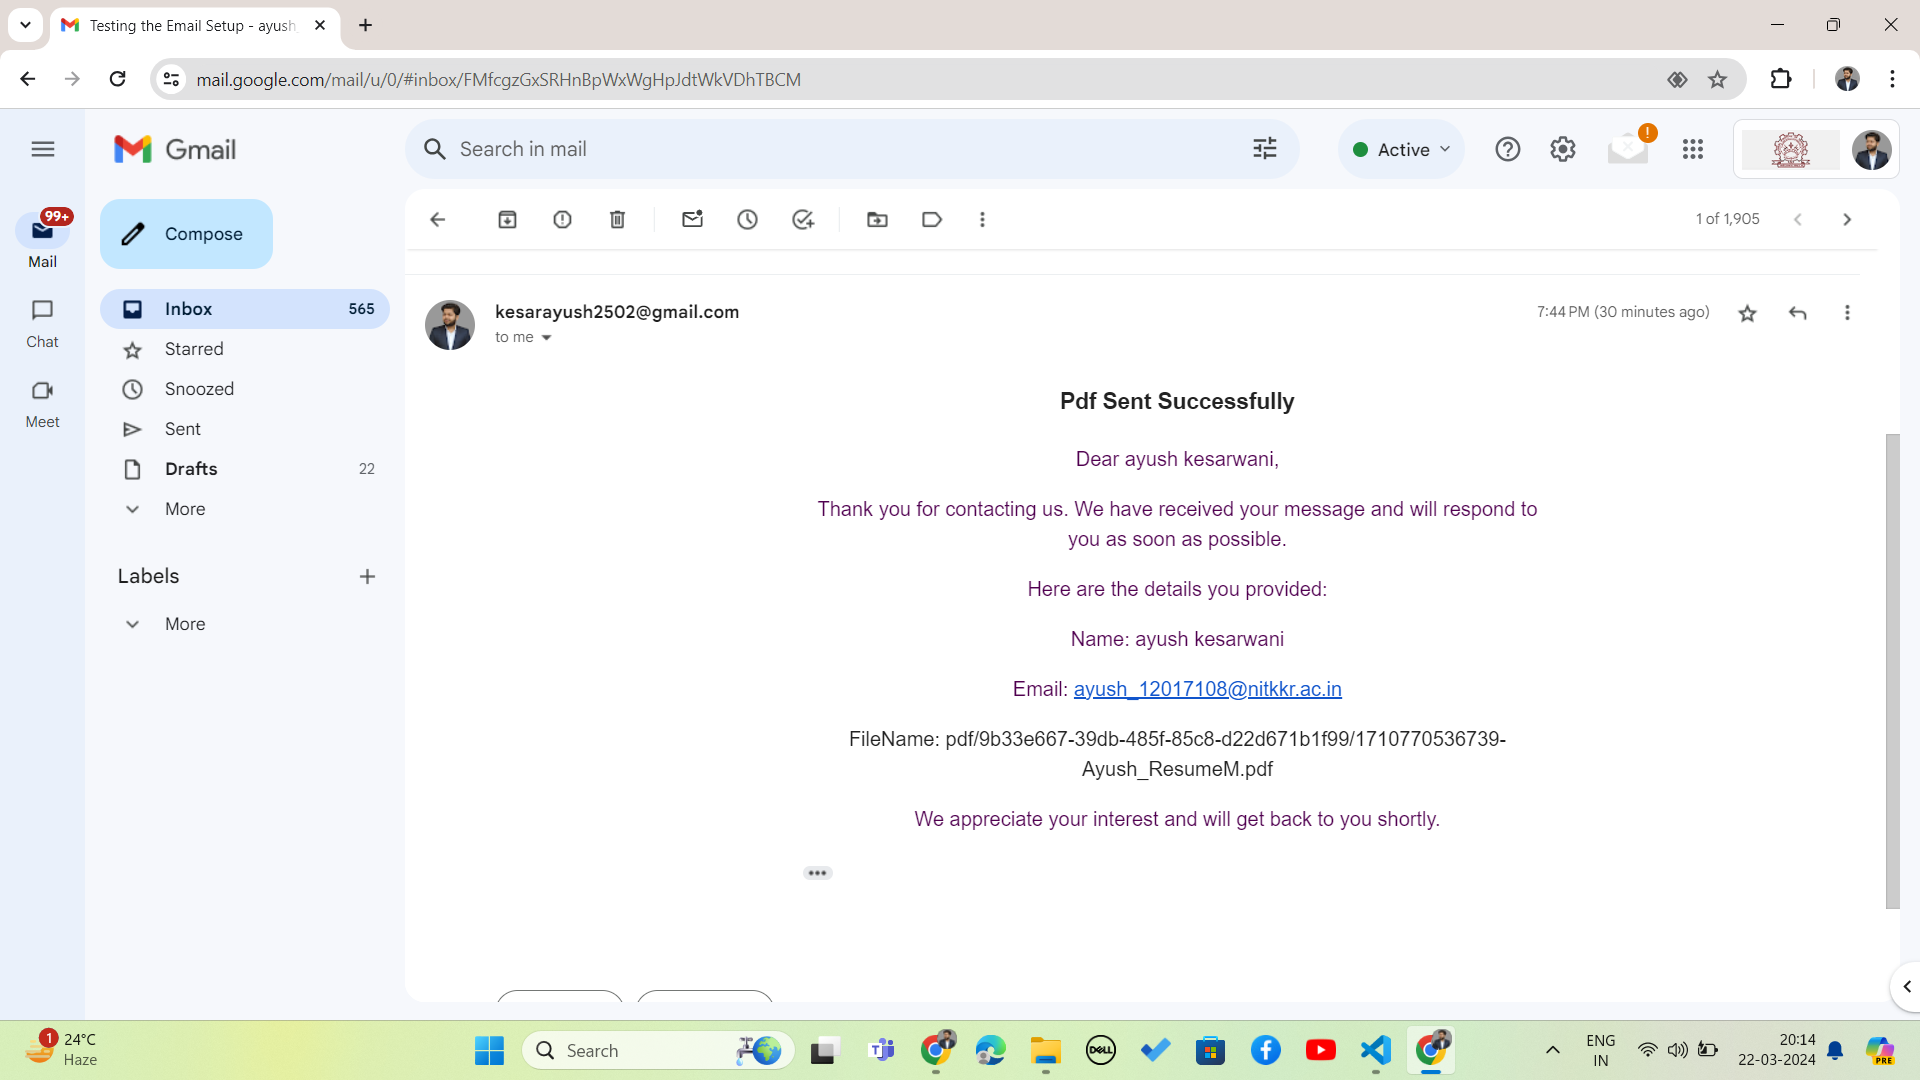 Testing the Email Setup - ayush_
mail.google.com/mail/u/0/#inbox/FMfcgzGxSRHnBpWxWgHpJdtWkVDhTBCM
Gmail
Search in mail
Active
!
99+
Mail
Chat
Meet
Compose
Inbox 565
Starred
Snoozed
Sent
Drafts 22
More
Labels
More
1 of 1,905
kesarayush2502@gmail.com
to me
7:44 PM (30 minutes ago)
Pdf Sent Successfully
Dear ayush kesarwani,
Thank you for contacting us. We have received your message and will respond to
you as soon as possible.
Here are the details you provided:
Name: ayush kesarwani
Email: ayush_12017108@nitkkr.ac.in
FileName: pdf/9b33e667-39db-485f-85c8-d22d671b1f99/1710770536739-
Ayush_ResumeM.pdf
We appreciate your interest and will get back to you shortly.
1
24°C
Haze
Search
DELL
ENG
IN
20:14
22-03-2024
PRE